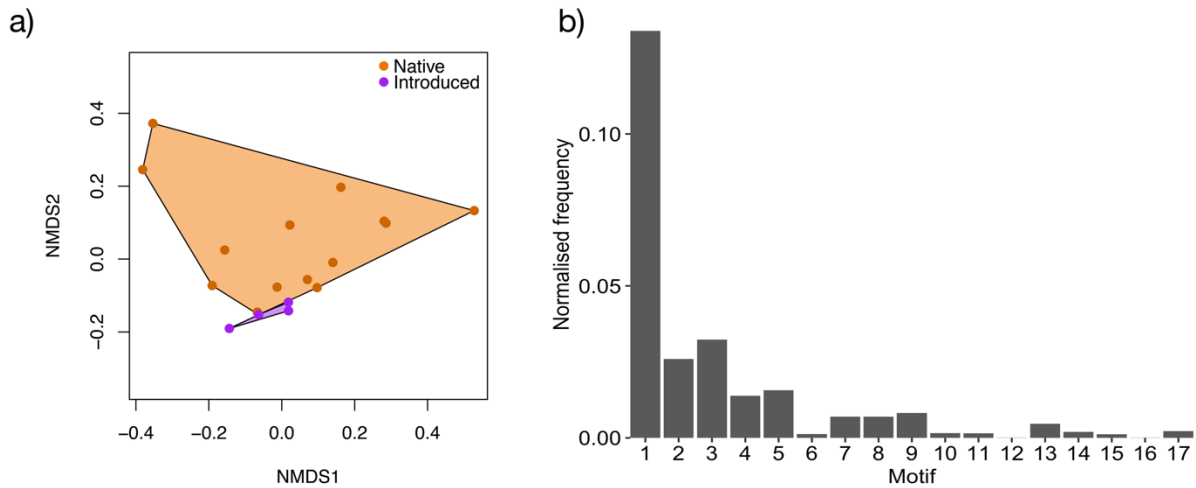 a)
Native
Introduced
NMDS2
0.4
0.2
0.0
−0.2
−0.4 −0.2 0.0 0.2 0.4
NMDS1
b)
Normalised frequency
0.10
0.05
0.00
1 2 3 4 5 6 7 8 9 10 11 12 13 14 15 16 17
Motif